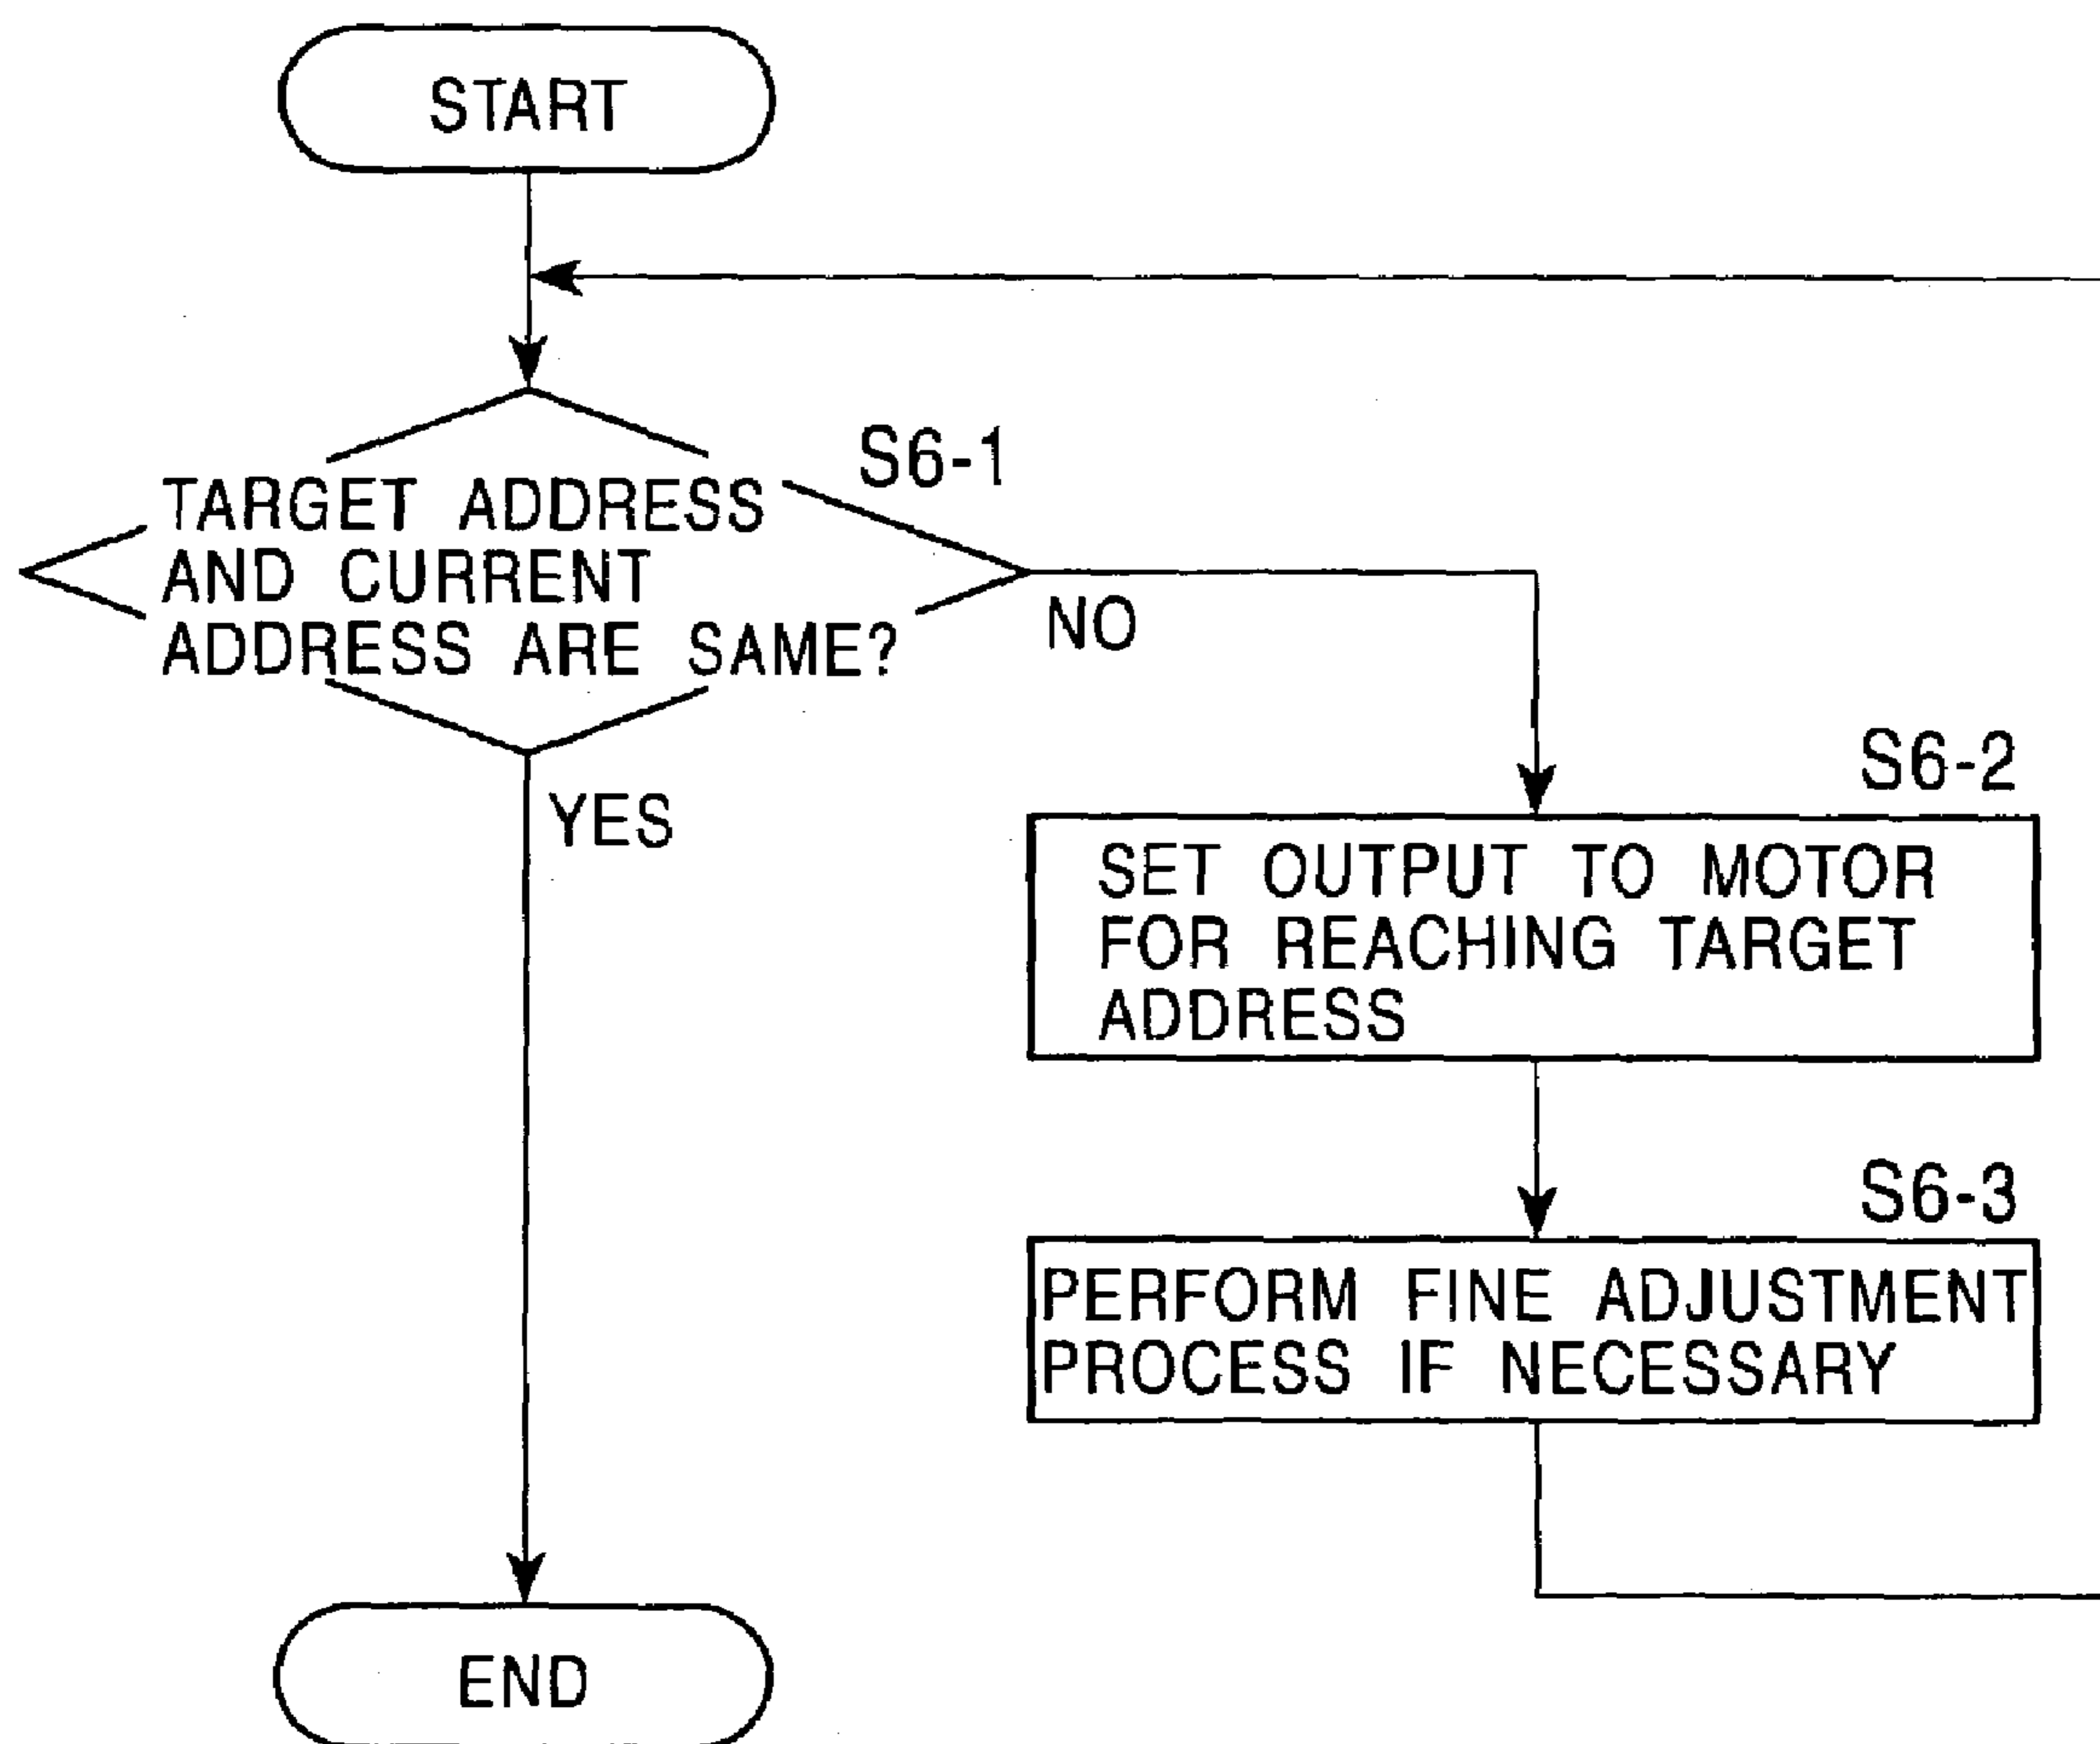 START
S6-1
TARGET ADDRESS
AND CURRENT
ADDRESS ARE SAME?
NO
YES
S6-2
SET OUTPUT TO MOTOR
FOR REACHING TARGET
ADDRESS
S6-3
PERFORM FINE ADJUSTMENT
PROCESS IF NECESSARY
END